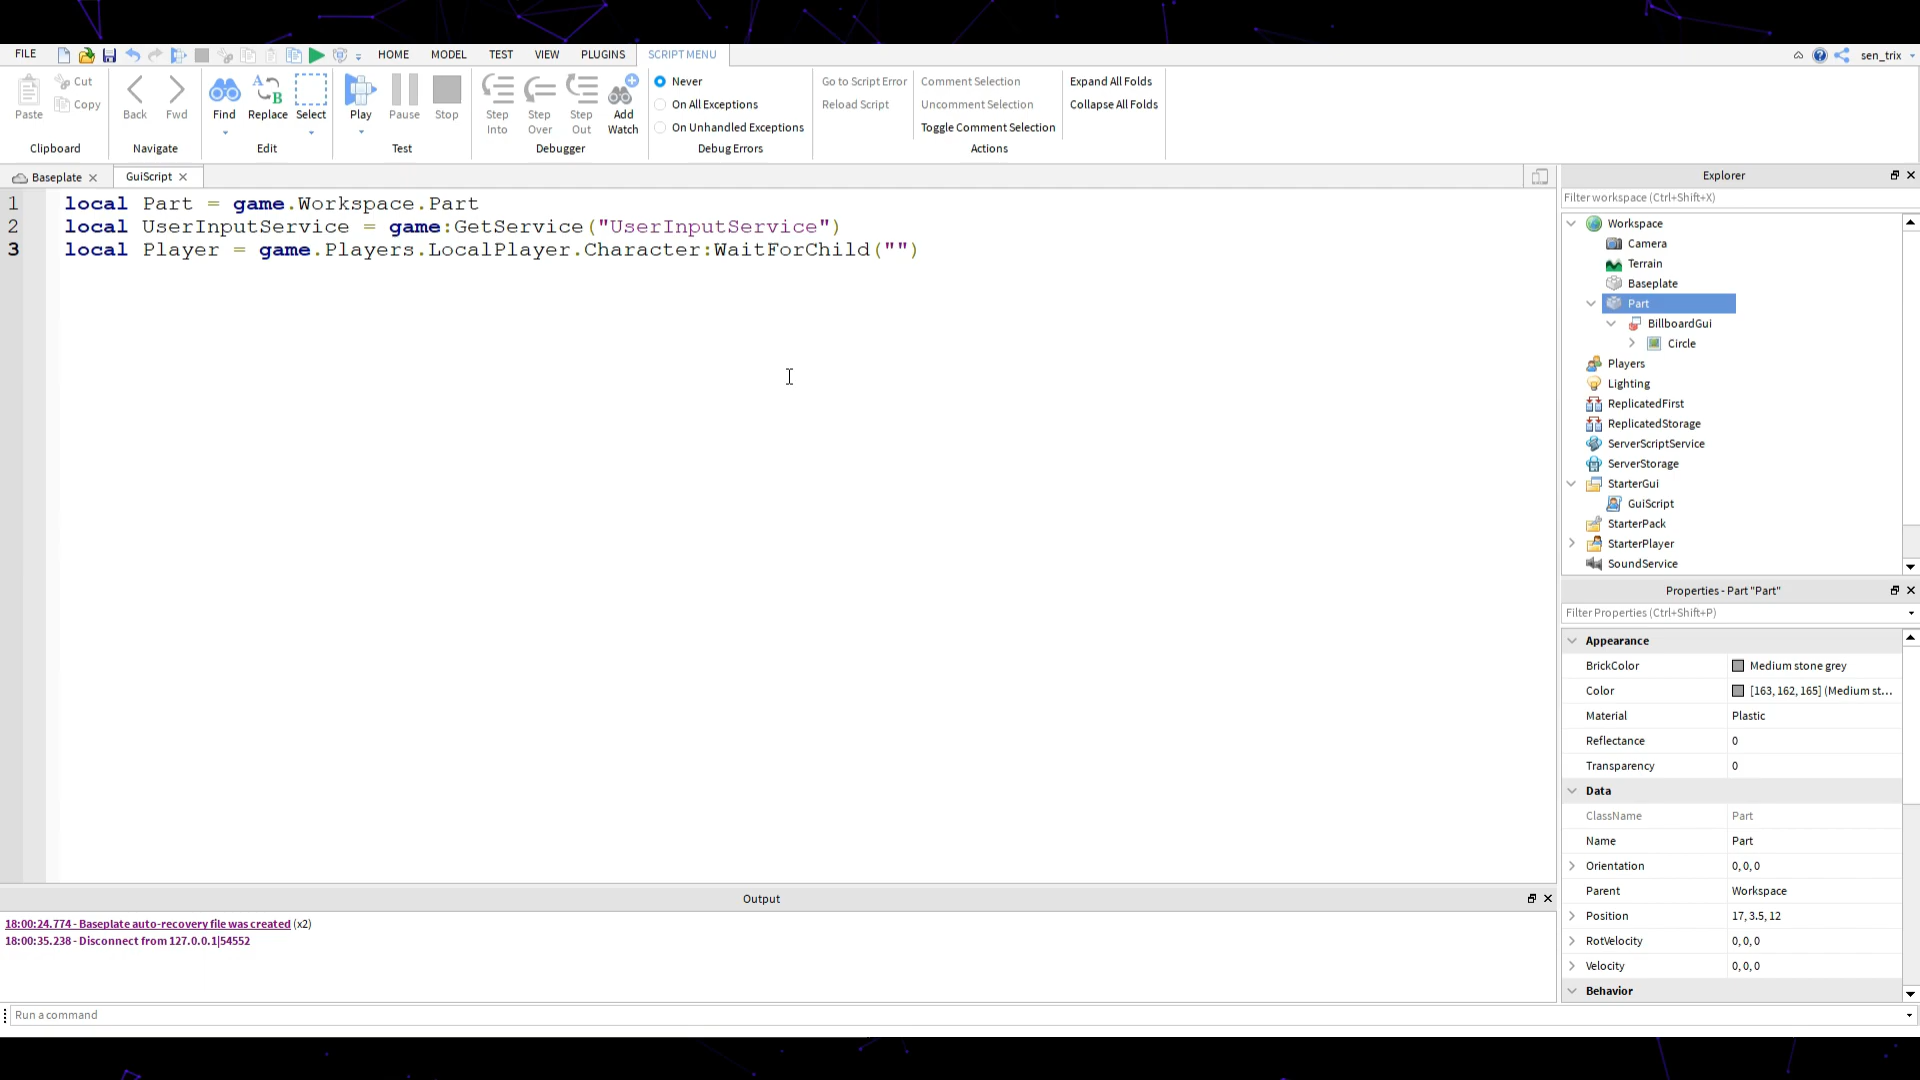 FILE
HOME
MODEL
TEST
VIEW
PLUGINS
SCRIPT MENU
sen_trix
Paste
Cut
Copy
Clipboard
Back
Fwd
Navigate
Find
Replace
Select
Edit
Play
Pause
Stop
Test
Step Into
Step Over
Step Out
Add Watch
Debugger
Never
On All Exceptions
On Unhandled Exceptions
Debug Errors
Go to Script Error
Reload Script
Comment Selection
Uncomment Selection
Toggle Comment Selection
Actions
Expand All Folds
Collapse All Folds
Baseplate
GuiScript
1 local Part = game.Workspace.Part
2 local UserInputService = game:GetService("UserInputService")
3 local Player = game.Players.LocalPlayer.Character:WaitForChild("")
Explorer
Filter workspace (Ctrl+Shift+X)
Workspace
Camera
Terrain
Baseplate
Part
BillboardGui
Circle
Players
Lighting
ReplicatedFirst
ReplicatedStorage
ServerScriptService
ServerStorage
StarterGui
GuiScript
StarterPack
StarterPlayer
SoundService
Properties - Part "Part"
Filter Properties (Ctrl+Shift+P)
Appearance
BrickColor Medium stone grey
Color [163, 162, 165] (Medium st...
Material Plastic
Reflectance 0
Transparency 0
Data
ClassName Part
Name Part
Orientation 0, 0, 0
Parent Workspace
Position 17, 3.5, 12
RotVelocity 0, 0, 0
Velocity 0, 0, 0
Behavior
Output
18:00:24.774 - Baseplate auto-recovery file was created (x2)
18:00:35.238 - Disconnect from 127.0.0.1|54552
Run a command